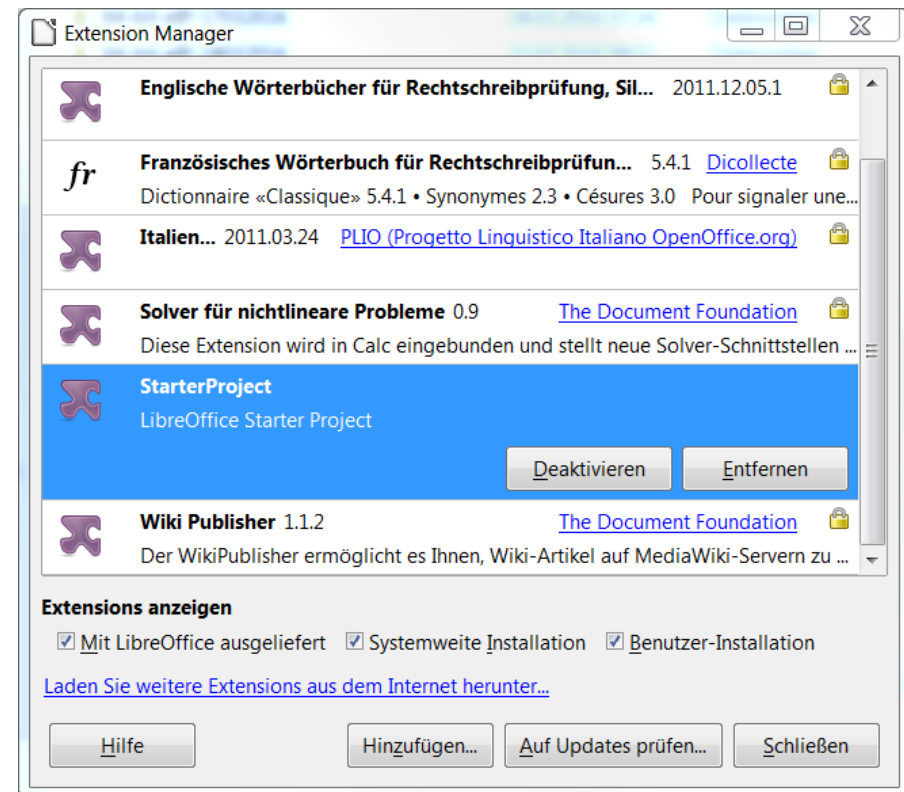 Extension Manager
Englische Wörterbücher für Rechtschreibprüfung, Sil... 2011.12.05.1
fr
Französisches Wörterbuch für Rechtschreibprüfun... 5.4.1 Dicollecte
Dictionnaire «Classique» 5.4.1 • Synonymes 2.3 • Césures 3.0 Pour signaler une...
Italien... 2011.03.24 PLIO (Progetto Linguistico Italiano OpenOffice.org)
Solver für nichtlineare Probleme 0.9 The Document Foundation
Diese Extension wird in Calc eingebunden und stellt neue Solver-Schnittstellen ...
StarterProject
LibreOffice Starter Project
Deaktivieren Entfernen
Wiki Publisher 1.1.2 The Document Foundation
Der WikiPublisher ermöglicht es Ihnen, Wiki-Artikel auf MediaWiki-Servern zu ...
Extensions anzeigen
Mit LibreOffice ausgeliefert Systemweite Installation Benutzer-Installation
Laden Sie weitere Extensions aus dem Internet herunter...
Hilfe Hinzufügen... Auf Updates prüfen... Schließen